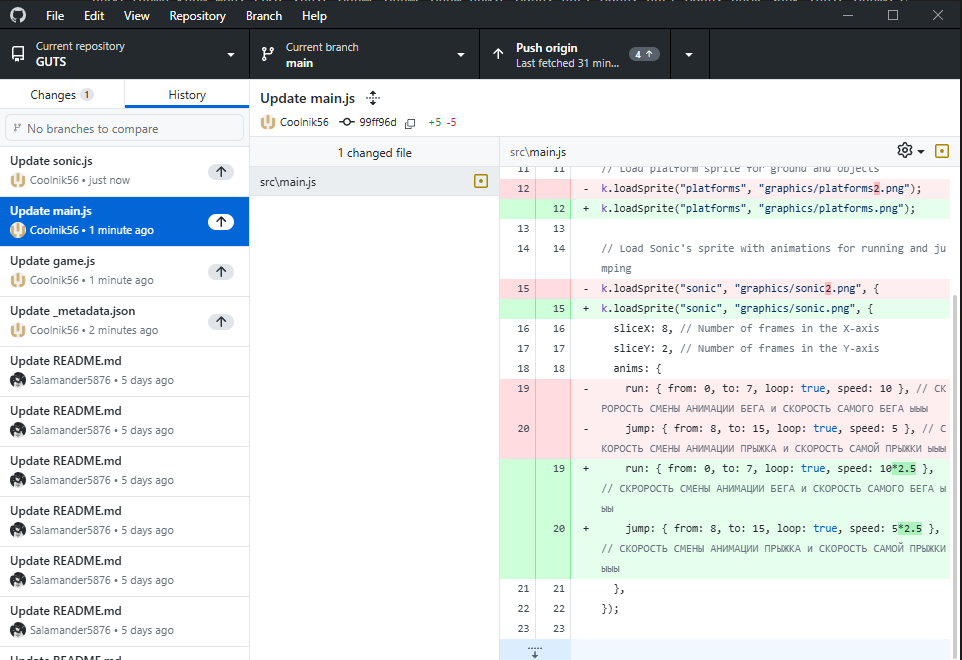 File Edit View Repository Branch Help
Current repository
GUTS
Current branch
main
Push origin
Last fetched 31 min...
4
Changes 1
History
No branches to compare
Update sonic.js
Coolnik56 • just now
Update main.js
Coolnik56 • 1 minute ago
Update game.js
Coolnik56 • 1 minute ago
Update _metadata.json
Coolnik56 • 2 minutes ago
Update README.md
Salamander5876 • 5 days ago
Update README.md
Salamander5876 • 5 days ago
Update README.md
Salamander5876 • 5 days ago
Update README.md
Salamander5876 • 5 days ago
Update README.md
Salamander5876 • 5 days ago
Update README.md
Salamander5876 • 5 days ago
Update README.md
Update main.js
Coolnik56 99ff96d +5 -5
1 changed file
src\main.js
src\main.js
11 11 // Load platform sprite for ground and objects
12 - k.loadSprite("platforms", "graphics/platforms2.png");
12 + k.loadSprite("platforms", "graphics/platforms.png");
13 13
14 14 // Load Sonic's sprite with animations for running and ju
mping
15 - k.loadSprite("sonic", "graphics/sonic2.png", {
15 + k.loadSprite("sonic", "graphics/sonic.png", {
16 16 sliceX: 8, // Number of frames in the X-axis
17 17 sliceY: 2, // Number of frames in the Y-axis
18 18 anims: {
19 - run: { from: 0, to: 7, loop: true, speed: 10 }, // СК
РОРОСТЬ СМЕНЫ АНИМАЦИИ БЕГА и СКОРОСТЬ САМОГО БЕГА ыыы
20 - jump: { from: 8, to: 15, loop: true, speed: 5 }, // С
КОРОСТЬ СМЕНЫ АНИМАЦИИ ПРЫЖКА и СКОРОСТЬ САМОЙ ПРЫЖКИ ыыы
19 + run: { from: 0, to: 7, loop: true, speed: 10*2.5 },
// СКРОРОСТЬ СМЕНЫ АНИМАЦИИ БЕГА и СКОРОСТЬ САМОГО БЕГА ы
ыы
20 + jump: { from: 8, to: 15, loop: true, speed: 5*2.5 },
// СКОРОСТЬ СМЕНЫ АНИМАЦИИ ПРЫЖКА и СКОРОСТЬ САМОЙ ПРЫЖКИ
ыыы
21 21 },
22 22 });
23 23